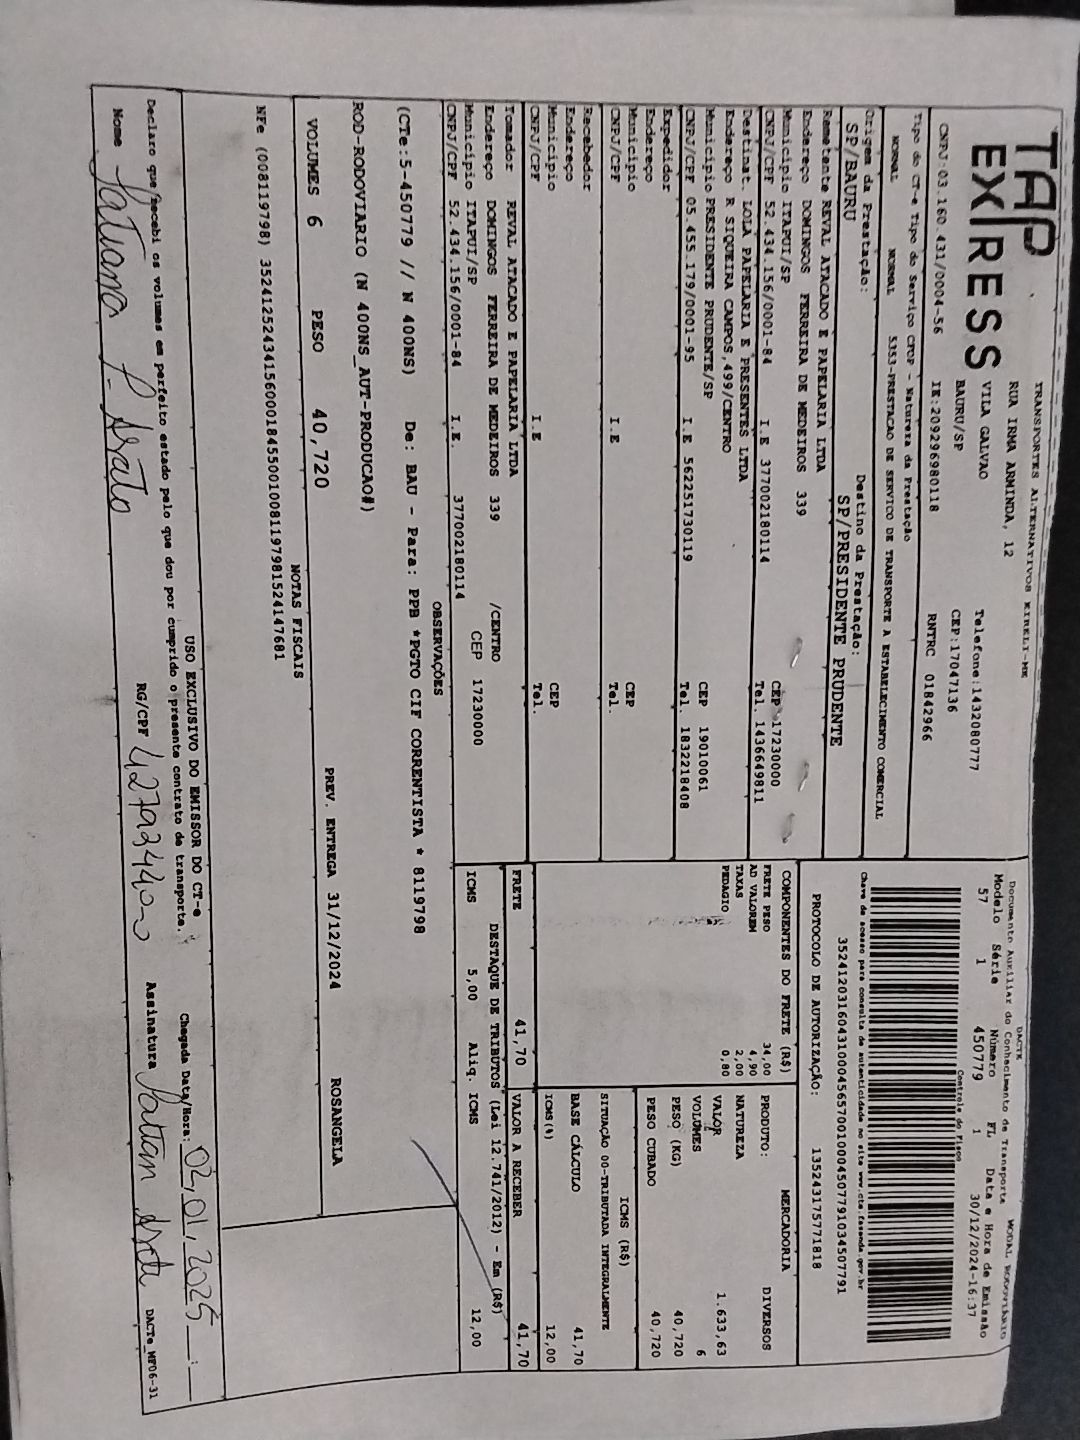 TAP
EXPRESS
TRANSPORTES ALTERNATIVOS EIRELI-ME
RUA IRMA ARMINDA, 12
VILA GALVAO
BAURU/SP
Telefone:1432080777
CEP:17047136
CNPJ:03.160.431/0004-56 IE:209296980118 RNTRC 01842966
Tipo do CT-e Tipo do Serviço CFOP - Natureza da Prestação
NORMAL NORMAL 5353-PRESTACAO DE SERVICO DE TRANSPORTE A ESTABELECIMENTO COMERCIAL
Origem da Prestação: Destino da Prestação:
SP/BAURU SP/PRESIDENTE PRUDENTE
Remetente REVAL ATACADO E PAPELARIA LTDA
Endereço DOMINGOS FERREIRA DE MEDEIROS 339
Município ITAPUI/SP CEP 17230000
CNPJ/CPF 52.434.156/0001-84 I.E 377002180114 Tel. 1436649811
Destinat. LOLA PAPELARIA E PRESENTES LTDA
Endereço R SIQUEIRA CAMPOS,499/CENTRO
Município PRESIDENTE PRUDENTE/SP CEP 19010061
CNPJ/CPF 05.455.179/0001-95 I.E 562251730119 Tel. 1832218408
Expedidor
Endereço
Município CEP
CNPJ/CPF I.E Tel.
Recebedor
Endereço
Município CEP
CNPJ/CPF I.E Tel.
Tomador REVAL ATACADO E PAPELARIA LTDA
Endereço DOMINGOS FERREIRA DE MEDEIROS 339 /CENTRO
Município ITAPUI/SP CEP 17230000
CNPJ/CPF 52.434.156/0001-84 I.E. 377002180114
DACTE MODAL RODOVIÁRIO
Documento Auxiliar do Conhecimento de Transporte
Modelo Série Número FL Data e Hora de Emissão
57 1 450779 1 30/12/2024-16:37
Controle do Fisco
Chave de acesso para consulta de autenticidade no site www.cte.fazenda.gov.br
35241203160431000456570010004507791034507791
PROTOCOLO DE AUTORIZAÇÃO: 135243175771818
COMPONENTES DO FRETE (R$)
FRETE PESO 34,00
AD VALOREM 4,90
TAXAS 2,00
PEDAGIO 0,80
MERCADORIA
PRODUTO: DIVERSOS
NATUREZA
VALOR 1.633,63
VOLUMES 6
PESO (KG) 40,720
PESO CUBADO 40,720
ICMS (R$)
SITUAÇÃO 00-TRIBUTADA INTEGRALMENTE
BASE CÁLCULO 41,70
ICMS(%) 12,00
FRETE 41,70 VALOR A RECEBER 41,70
DESTAQUE DE TRIBUTOS (Lei 12.741/2012) - Em (R$)
ICMS 5,00 Aliq. ICMS 12,00
OBSERVAÇÕES
(CTe:5-450779 // N 400NS) De: BAU - Para: PPB *PGTO CIF CORRENTISTA * 8119798
ROD-RODOVIARIO (N 400NS_AUT-PRODUCAO#)
VOLUMES 6 PESO 40,720 PREV. ENTREGA 31/12/2024 ROSANGELA
NOTAS FISCAIS
NFe (008119798) 35241252434156000184550010081197981524147681
USO EXCLUSIVO DO EMISSOR DO CT-e
Declaro que recebi os volumes em perfeito estado pelo que dou por cumprido o presente contrato de transporte.
Chegada Data/Hora: 02,01,2025 :
Nome Tatiana P. RG/CPF Assinatura
DACTe_MF06-31